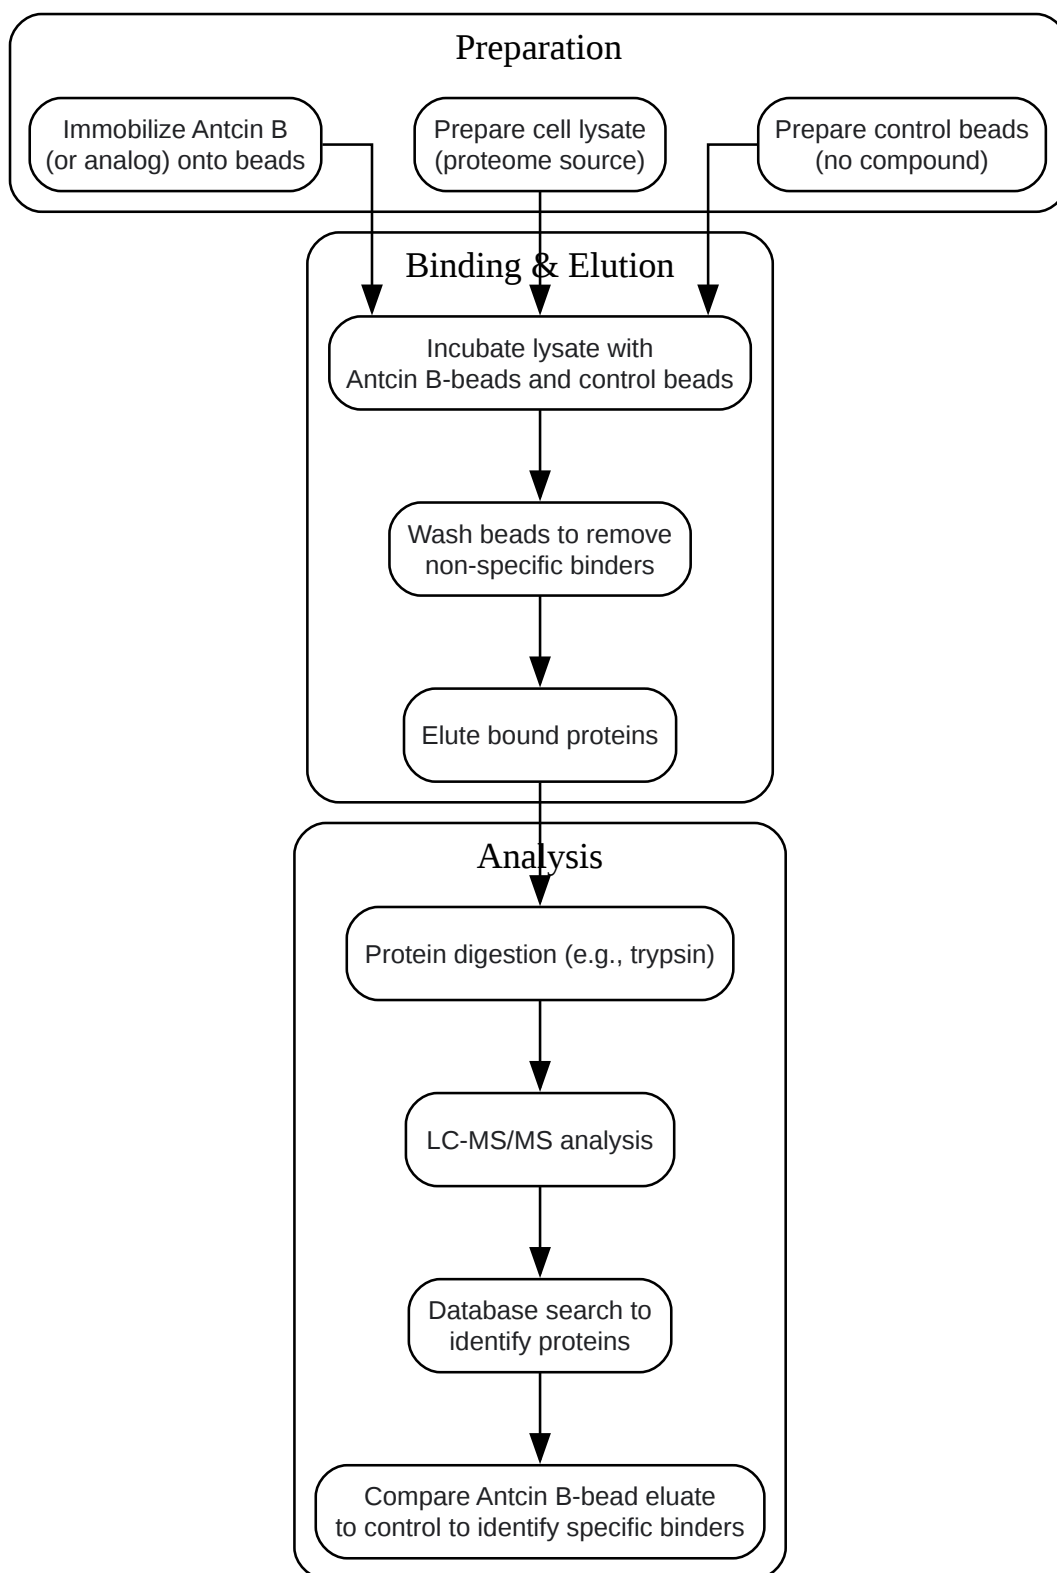 Preparation
Immobilize Antcin B
(or analog) onto beads
Prepare cell lysate
(proteome source)
Prepare control beads
(no compound)
Binding & Elution
Incubate lysate with
Antcin B-beads and control beads
Wash beads to remove
non-specific binders
Elute bound proteins
Analysis
Protein digestion (e.g., trypsin)
LC-MS/MS analysis
Database search to
identify proteins
Compare Antcin B-bead eluate
to control to identify specific binders